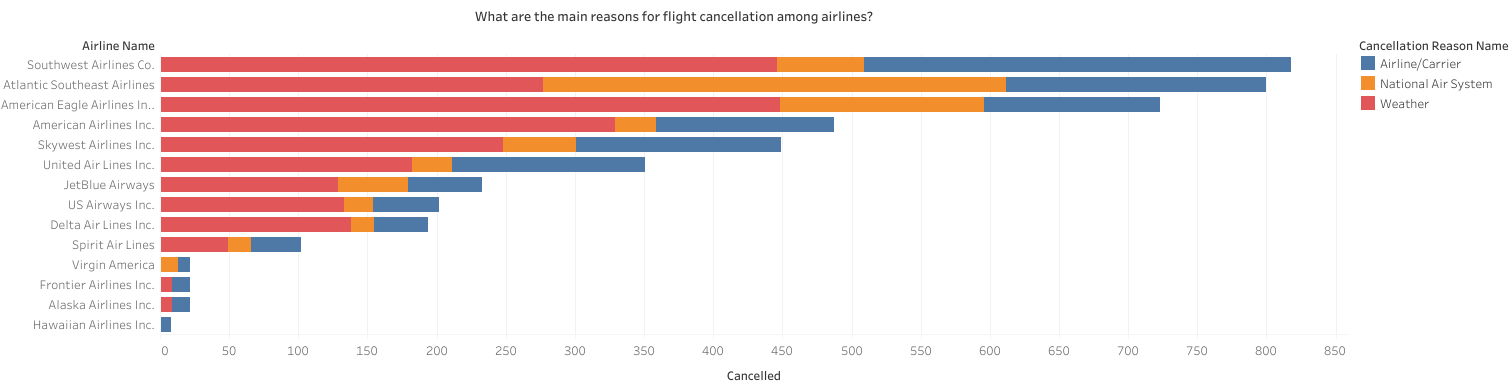 What are the main reasons for flight cancellation among airlines?
Airline Name
Southwest Airlines Co.
Atlantic Southeast Airlines
American Eagle Airlines In..
American Airlines Inc.
Skywest Airlines Inc.
United Air Lines Inc.
JetBlue Airways
US Airways Inc.
Delta Air Lines Inc.
Spirit Air Lines
Virgin America
Frontier Airlines Inc.
Alaska Airlines Inc.
Hawaiian Airlines Inc.
0 50 100 150 200 250 300 350 400 450 500 550 600 650 700 750 800 850
Cancelled
Cancellation Reason Name
Airline/Carrier
National Air System
Weather